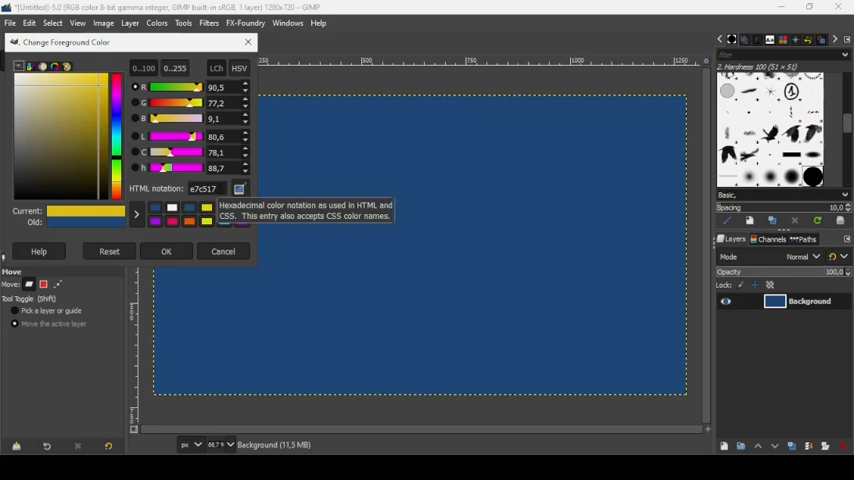 *[Untitled]-5.0 (RGB color 8-bit gamma integer, GIMP built-in sRGB, 1 layer) 1280x720 – GIMP
File Edit Select View Image Layer Colors Tools Filters FX-Foundry Windows Help
Change Foreground Color
0..100 0..255 LCh HSV
R 90,5
G 77,2
B 9,1
L 80,6
C 78,1
h 88,7
HTML notation: e7c517
Current:
Old:
Hexadecimal color notation as used in HTML and
CSS. This entry also accepts CSS color names.
Help Reset OK Cancel
Move
Move:
Tool Toggle (Shift)
Pick a layer or guide
Move the active layer
250 500 750 1000 1250
500
px 66,7 % Background (11,5 MB)
filter
2. Hardness 100 (51 × 51)
Basic,
Spacing 10,0
Layers Channels Paths
Mode Normal
Opacity 100,0
Lock:
Background